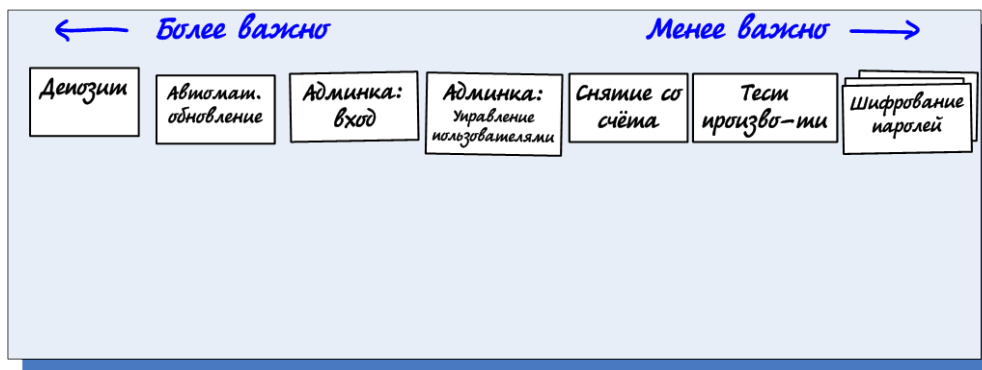 Более важно
Менее важно
Депозит
Автомат.
обновление
Админка:
вход
Админка:
Управление
пользователями
Снятие со
счёта
Тест
произво-ти
Шифрование
паролей